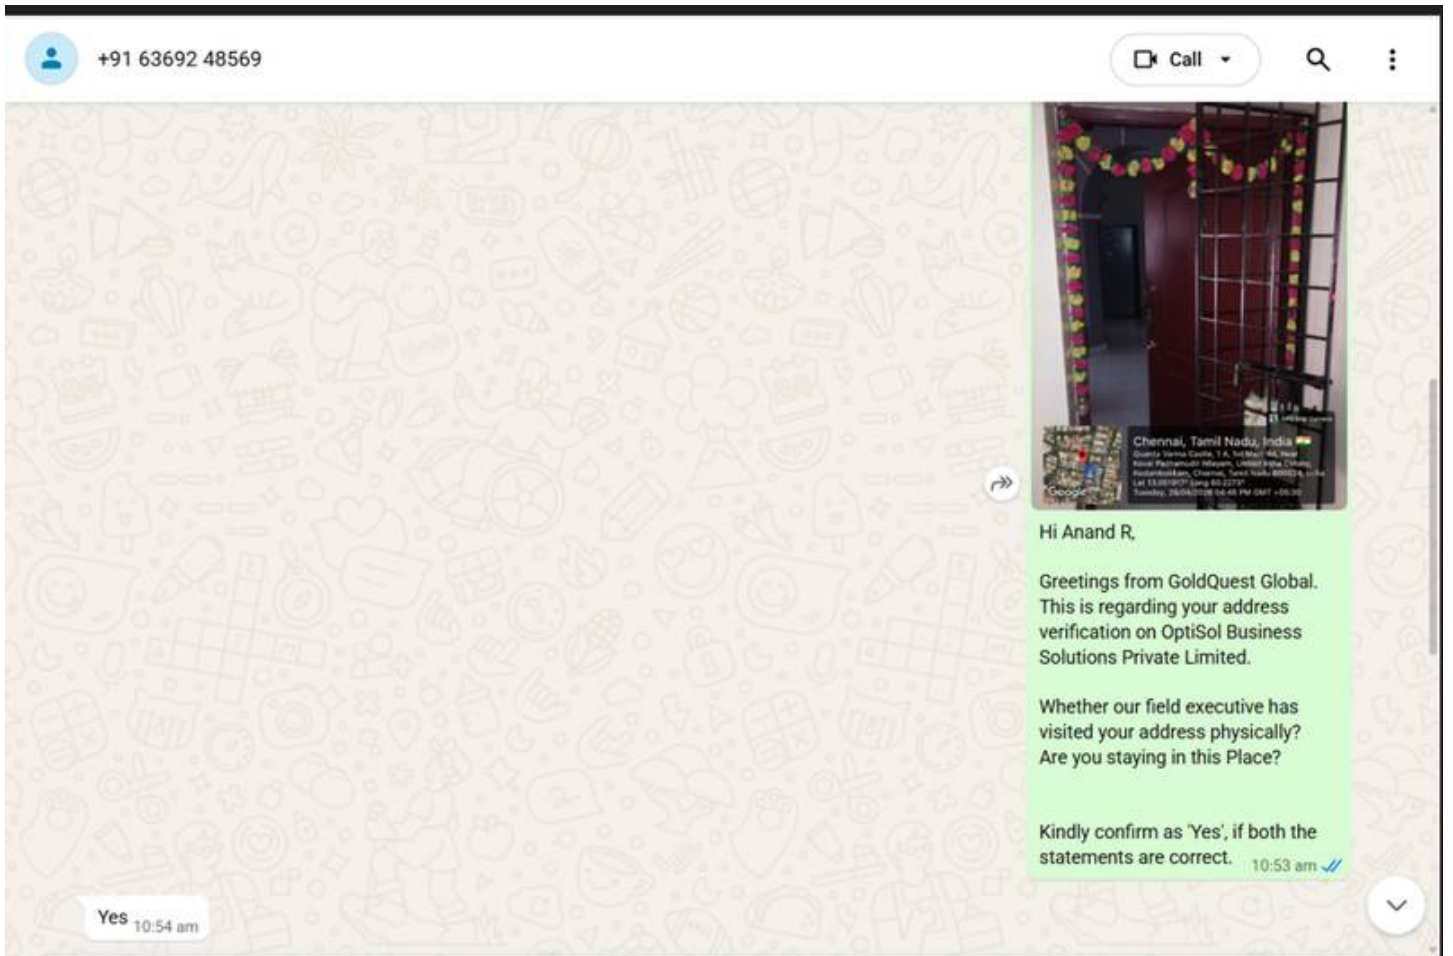 +91 63692 48569
Call
Chennai, Tamil Nadu, India
Google
Hi Anand R,
Greetings from GoldQuest Global.
This is regarding your address
verification on OptiSol Business
Solutions Private Limited.
Whether our field executive has
visited your address physically?
Are you staying in this Place?
Kindly confirm as 'Yes', if both the
statements are correct.
10:53 am
Yes
10:54 am